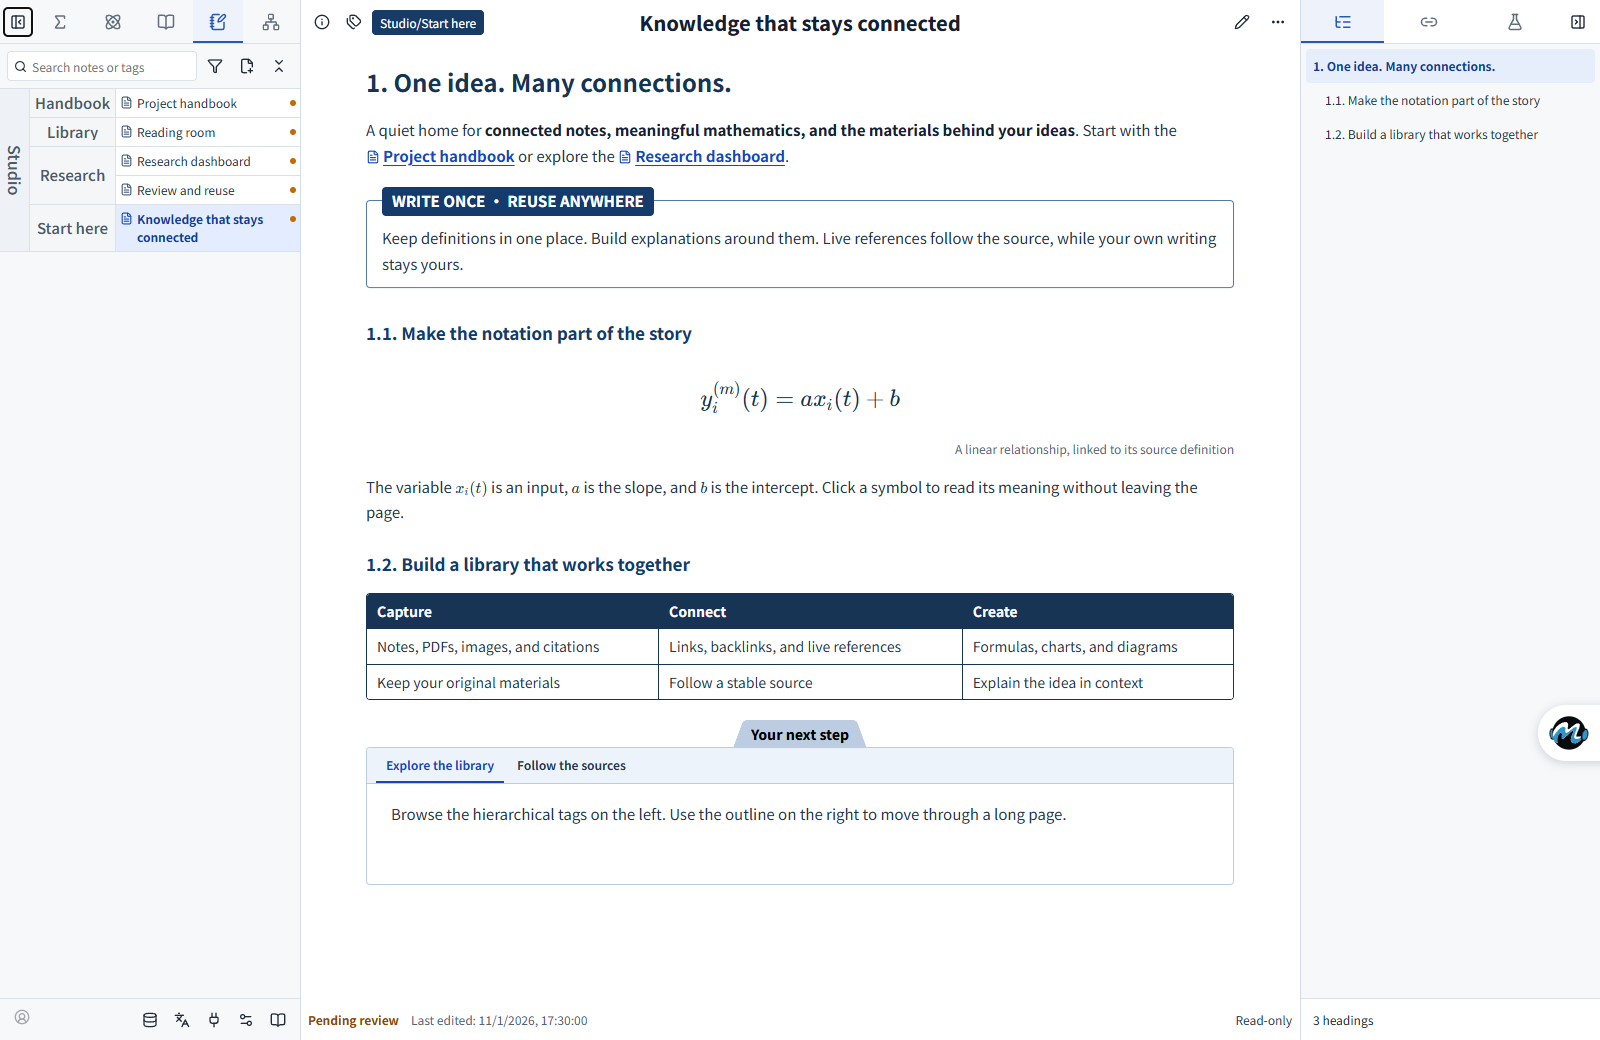 Studio/Start here
Knowledge that stays connected
Search notes or tags
Studio
Handbook
Project handbook
Library
Reading room
Research
Research dashboard
Review and reuse
Start here
Knowledge that stays
connected
1. One idea. Many connections.
A quiet home for connected notes, meaningful mathematics, and the materials behind your ideas. Start with the
Project handbook or explore the Research dashboard.
WRITE ONCE • REUSE ANYWHERE
Keep definitions in one place. Build explanations around them. Live references follow the source, while your own writing
stays yours.
1.1. Make the notation part of the story
y_i^{(m)}(t) = ax_i(t) + b
A linear relationship, linked to its source definition
The variable x_i(t) is an input, a is the slope, and b is the intercept. Click a symbol to read its meaning without leaving the
page.
1.2. Build a library that works together
Capture Connect Create
Notes, PDFs, images, and citations Links, backlinks, and live references Formulas, charts, and diagrams
Keep your original materials Follow a stable source Explain the idea in context
Your next step
Explore the library Follow the sources
Browse the hierarchical tags on the left. Use the outline on the right to move through a long page.
Pending review Last edited: 11/1/2026, 17:30:00
Read-only
1. One idea. Many connections.
1.1. Make the notation part of the story
1.2. Build a library that works together
3 headings